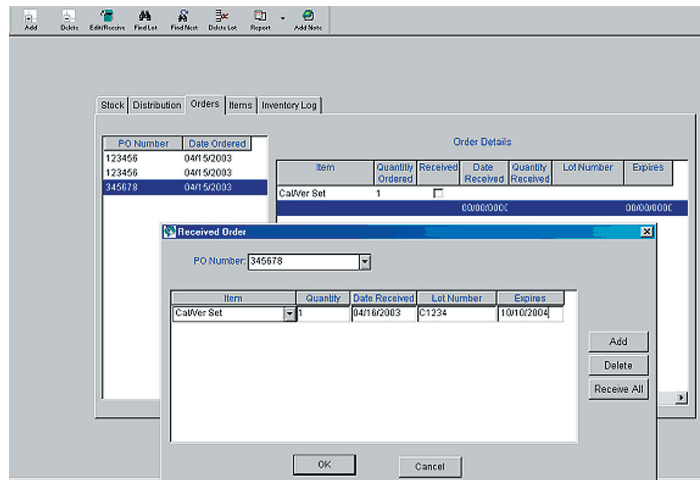 Add Delete Edit/Receive Find Lot Find Next Delete Lot Report Add Note
Stock Distribution Orders Items Inventory Log
PO Number Date Ordered
123456 04/15/2003
123456 04/15/2003
345678 04/15/2003
Order Details
Item Quantity Ordered Received Date Received Quantity Received Lot Number Expires
Cal/Ver Set 1
00/00/000( 00/00/000(
Received Order
PO Number: 345678
Item Quantity Date Received Lot Number Expires
Cal/Ver Set 1 04/16/2003 C1234 10/10/2004
Add
Delete
Receive All
OK Cancel